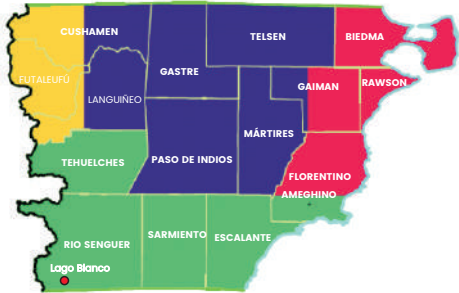 CUSHAMEN
TELSEN
BIEDMA
FUTALEUFÚ
GASTRE
GAIMAN
RAWSON
LANGUIÑEO
MÁRTIRES
TEHUELCHES
PASO DE INDIOS
FLORENTINO
AMEGHINO
RIO SENGUER
SARMIENTO
ESCALANTE
Lago Blanco